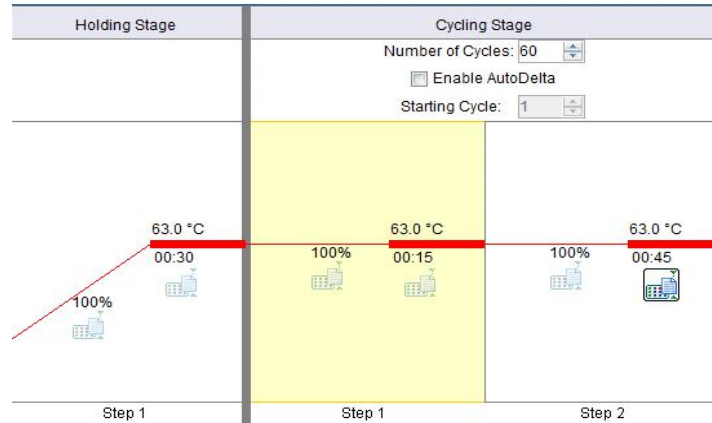 Holding Stage
Cycling Stage
Number of Cycles: 60
Enable AutoDelta
Starting Cycle: 1
63.0 °C
63.0 °C
63.0 °C
00:30
100%
00:15
100%
00:45
100%
Step 1
Step 1
Step 2